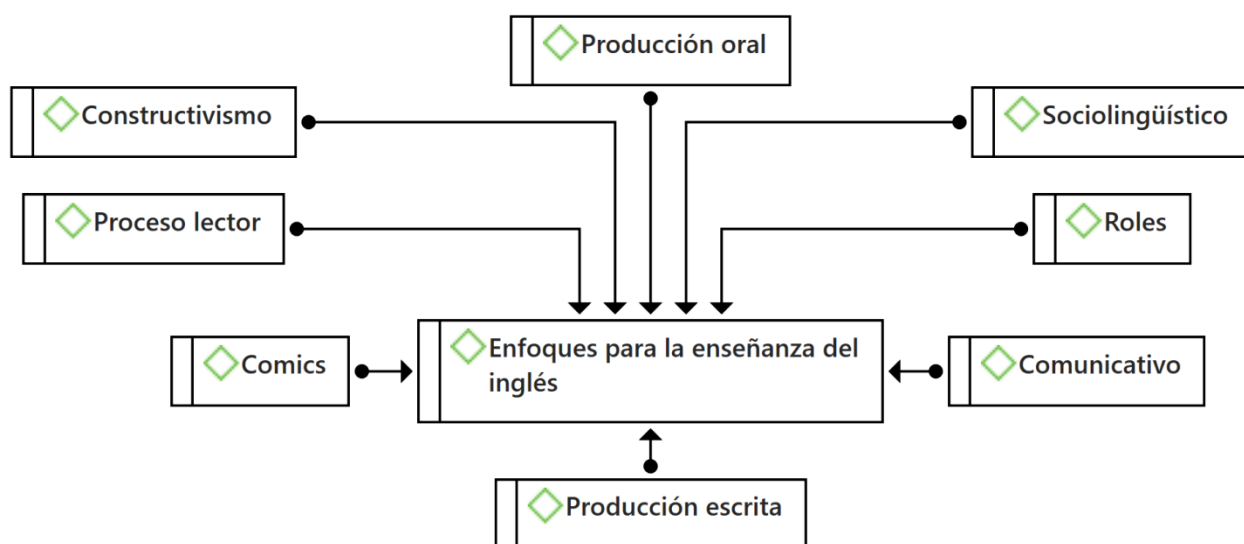 Producción oral
Constructivismo
Sociolingüístico
Proceso lector
Roles
Comics
Enfoques para la enseñanza del
inglés
Comunicativo
Producción escrita